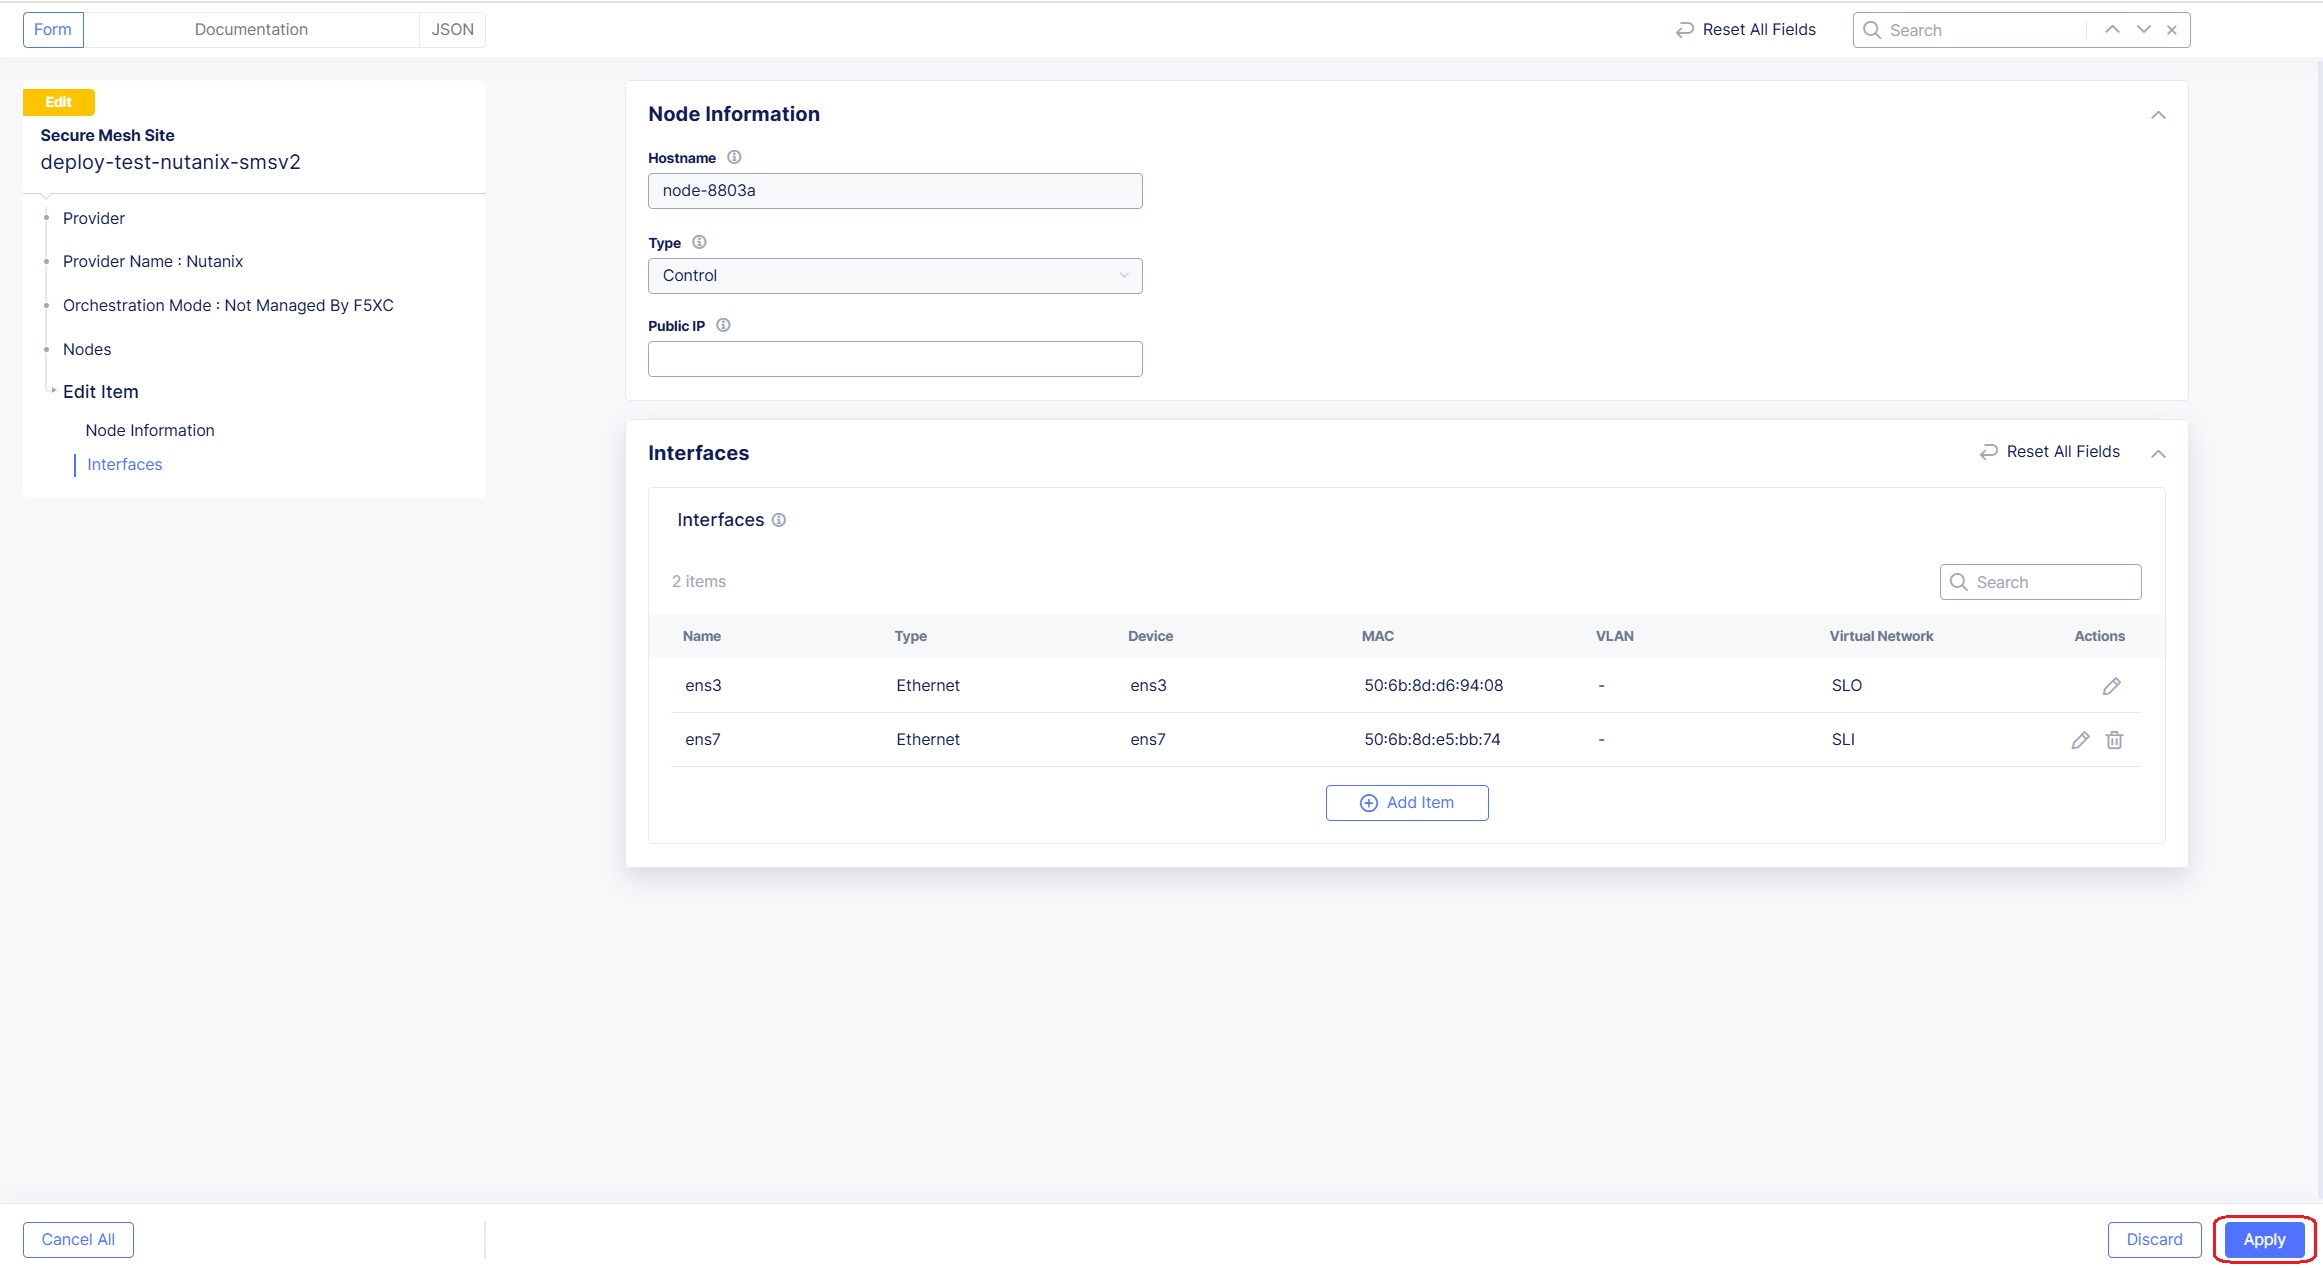 Form Documentation JSON Reset All Fields Search
Edit
Secure Mesh Site
deploy-test-nutanix-smsv2
Provider
Provider Name : Nutanix
Orchestration Mode : Not Managed By F5XC
Nodes
Edit Item
Node Information
Interfaces
Node Information
Hostname
node-8803a
Type
Control
Public IP
Interfaces Reset All Fields
Interfaces
2 items Search
Name Type Device MAC VLAN Virtual Network Actions
ens3 Ethernet ens3 50:6b:8d:d6:94:08 - SLO
ens7 Ethernet ens7 50:6b:8d:e5:bb:74 - SLI
Add Item
Cancel All Discard Apply